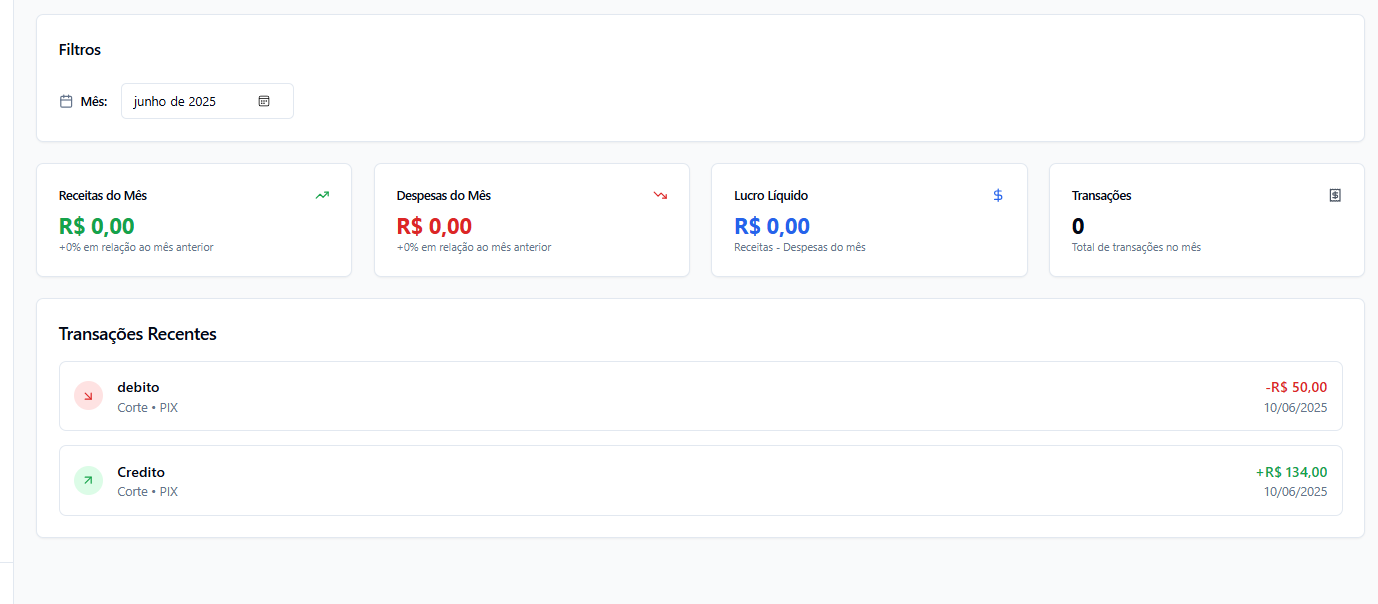 Filtros
Mês: junho de 2025
Receitas do Mês
R$ 0,00
+0% em relação ao mês anterior
Despesas do Mês
R$ 0,00
+0% em relação ao mês anterior
Lucro Líquido
$
R$ 0,00
Receitas - Despesas do mês
Transações
$
0
Total de transações no mês
Transações Recentes
debito
Corte • PIX
-R$ 50,00
10/06/2025
Credito
Corte • PIX
+R$ 134,00
10/06/2025